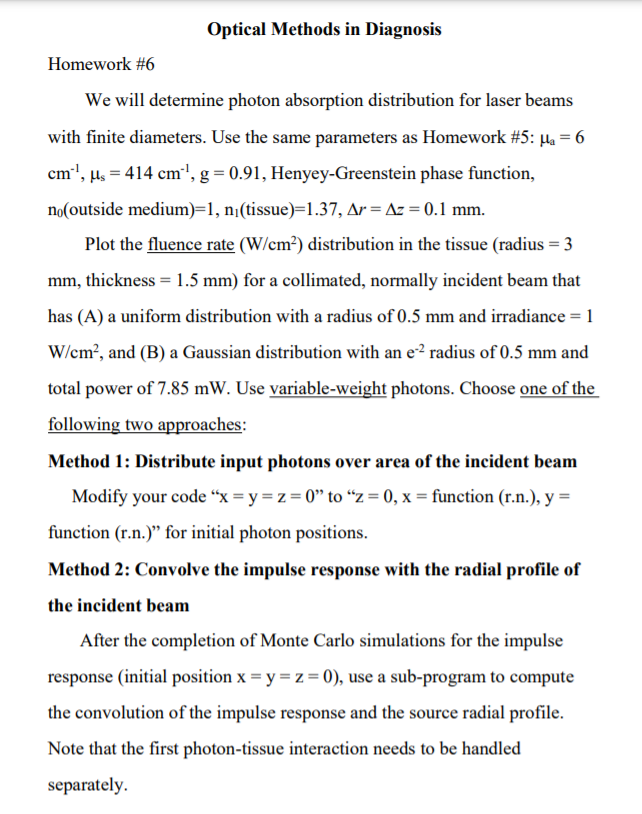 Optical Methods in Diagnosis
Homework #6
We will determine photon absorption distribution for laser beams
with finite diameters. Use the same parameters as Homework #5: μa = 6
cm⁻¹, μs = 414 cm⁻¹, g = 0.91, Henyey-Greenstein phase function,
n₀(outside medium)=1, n₁(tissue)=1.37, Δr = Δz = 0.1 mm.
Plot the fluence rate (W/cm²) distribution in the tissue (radius = 3
mm, thickness = 1.5 mm) for a collimated, normally incident beam that
has (A) a uniform distribution with a radius of 0.5 mm and irradiance = 1
W/cm², and (B) a Gaussian distribution with an e⁻² radius of 0.5 mm and
total power of 7.85 mW. Use variable-weight photons. Choose one of the
following two approaches:
Method 1: Distribute input photons over area of the incident beam
Modify your code “x = y = z = 0” to “z = 0, x = function (r.n.), y =
function (r.n.)” for initial photon positions.
Method 2: Convolve the impulse response with the radial profile of
the incident beam
After the completion of Monte Carlo simulations for the impulse
response (initial position x = y = z = 0), use a sub-program to compute
the convolution of the impulse response and the source radial profile.
Note that the first photon-tissue interaction needs to be handled
separately.